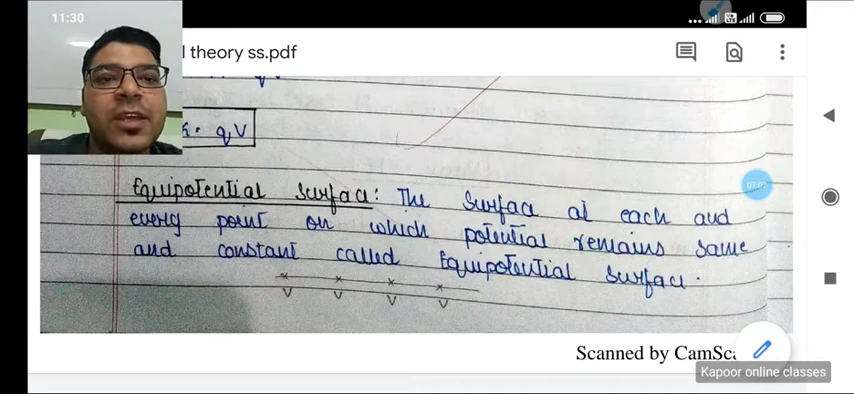 11:30
l theory ss.pdf
qV
Equipotential Surface: The Surface at each and
every point on which potential remains same
and constant called Equipotential Surface.
V V V V
Scanned by CamSca
Kapoor online classes